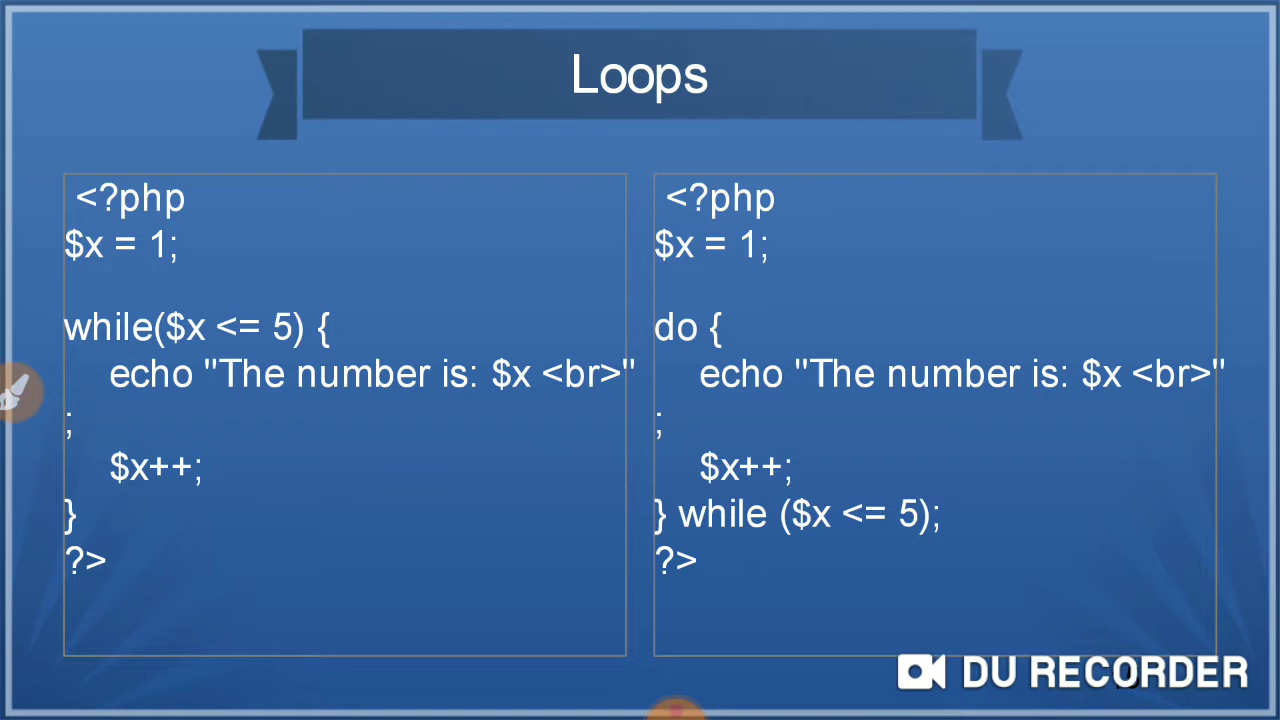 Loops
<?php
$x = 1;
while($x <= 5) {
echo "The number is: $x <br>"
;
$x++;
}
?>
<?php
$x = 1;
do {
echo "The number is: $x <br>"
;
$x++;
} while ($x <= 5);
?>
DU RECORDER